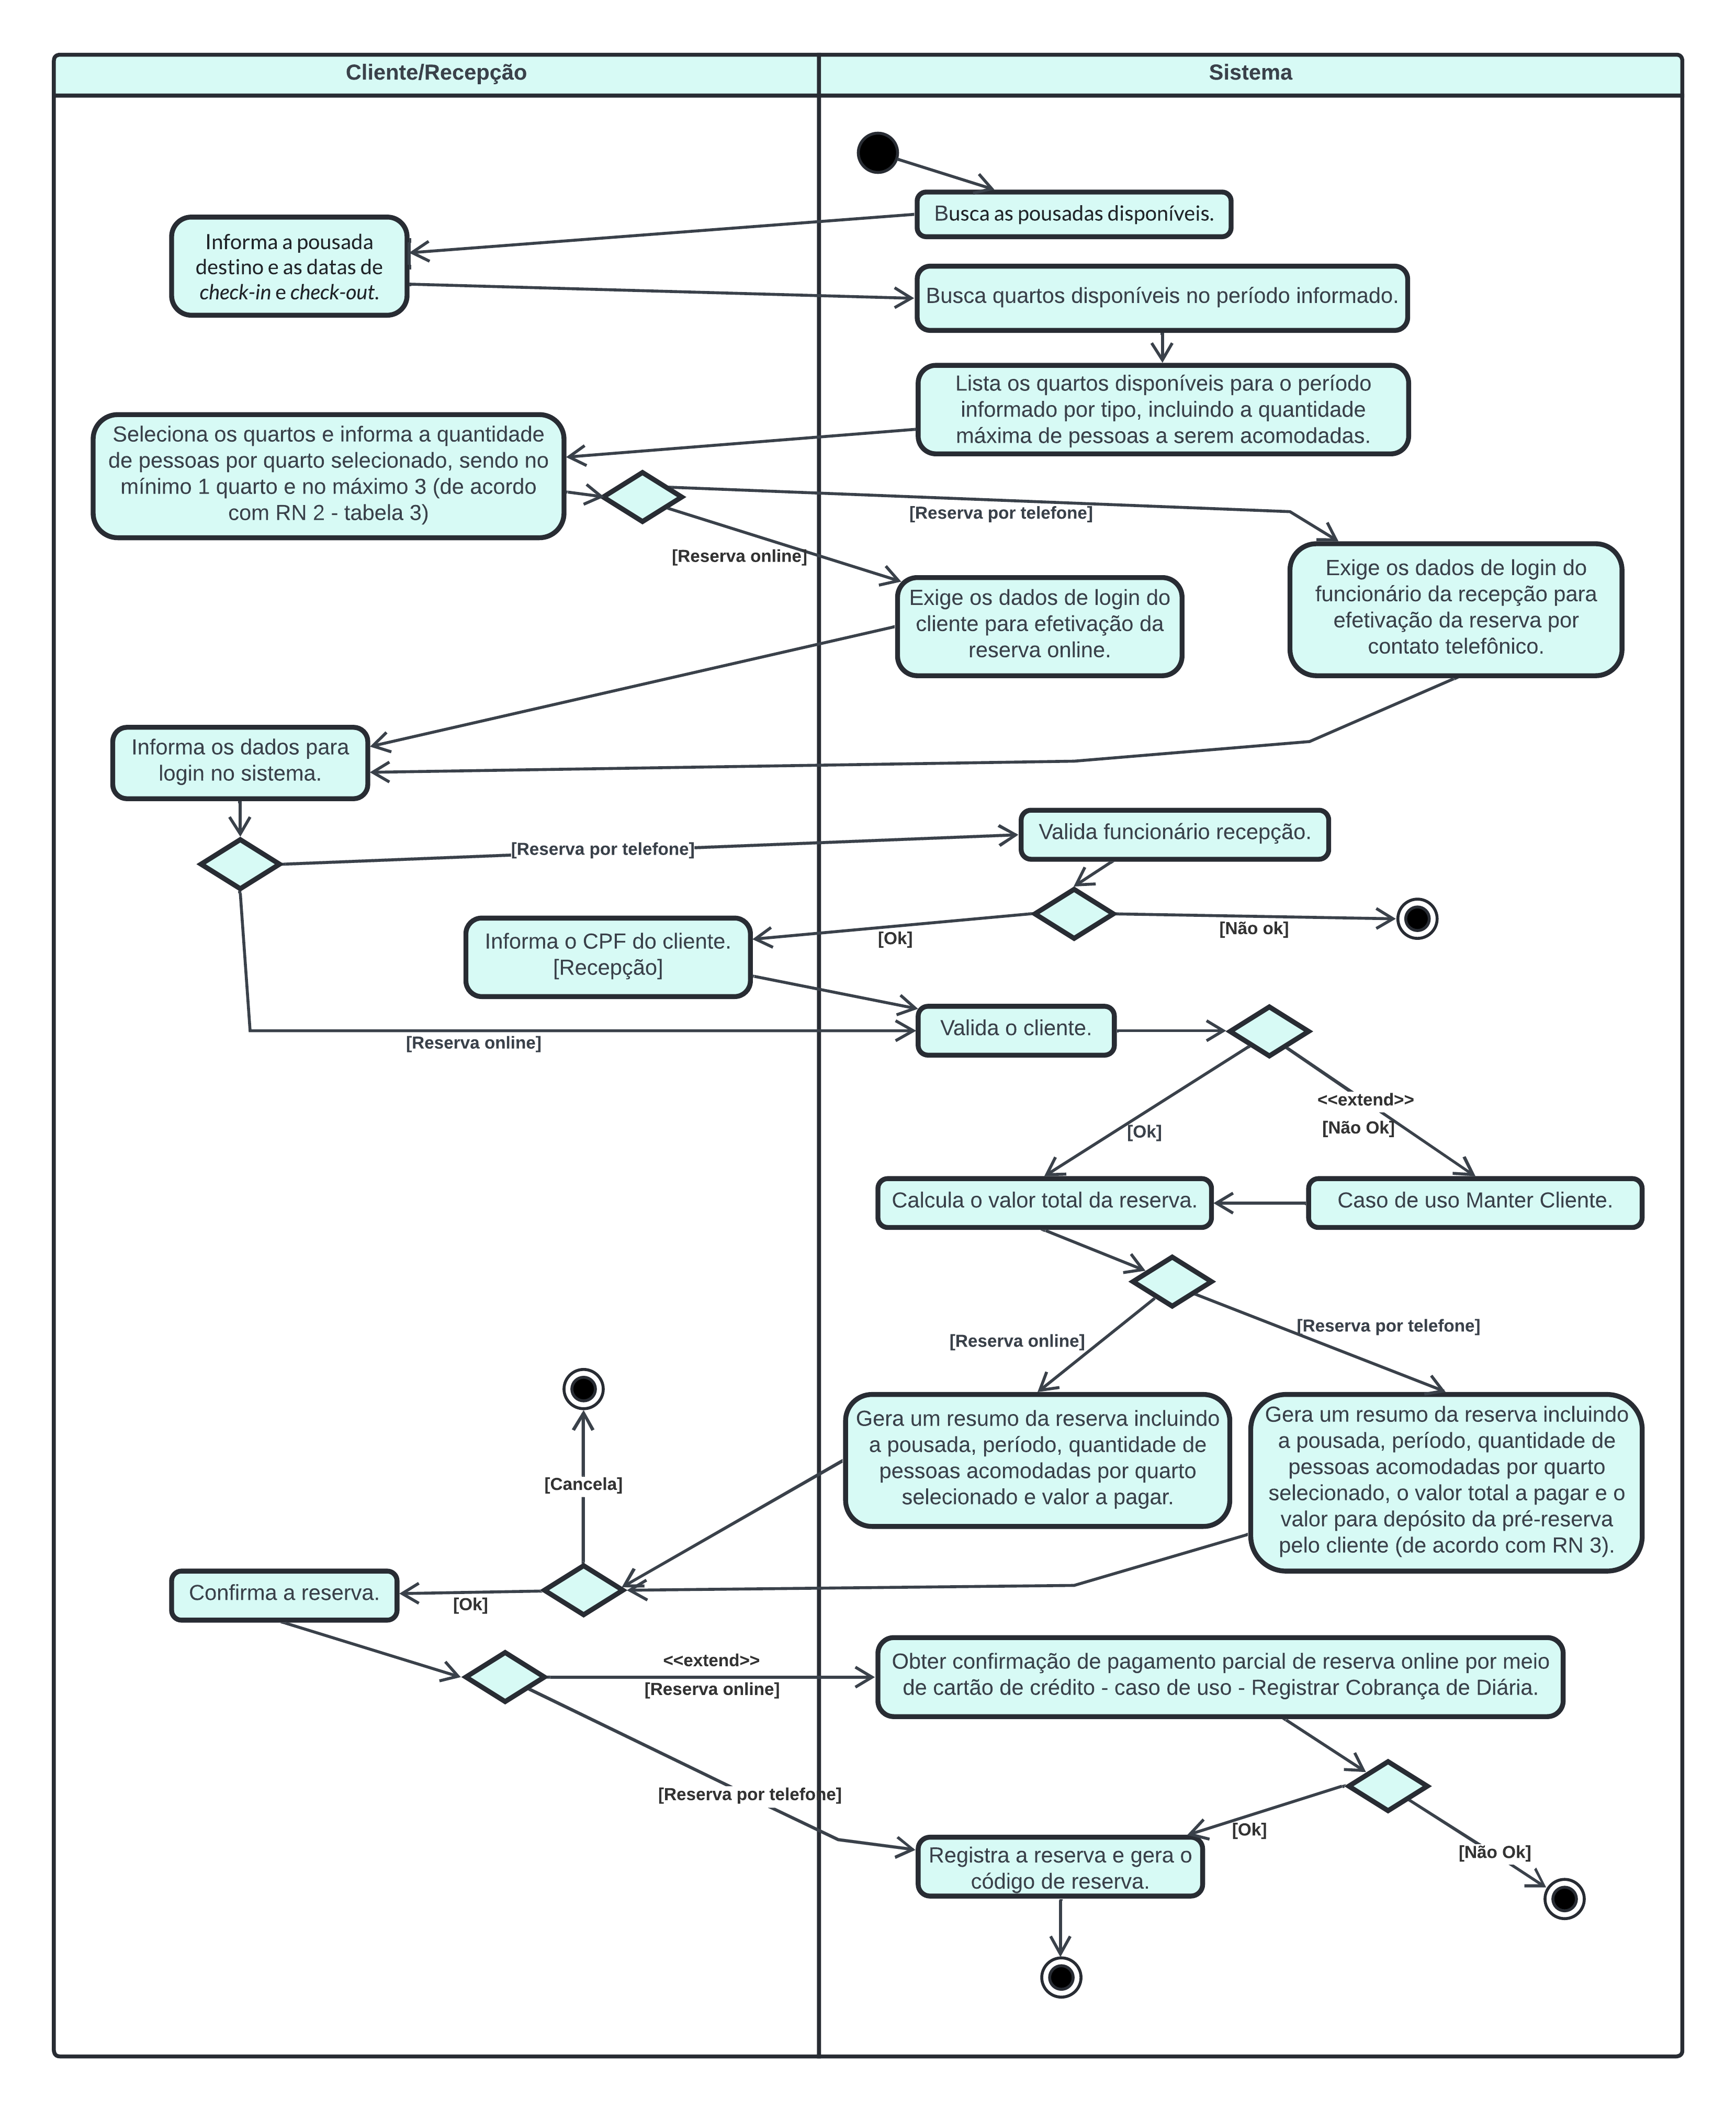 Cliente/Recepção
Sistema
Busca as pousadas disponíveis.
Informa a pousada
destino e as datas de
check-in e check-out.
Busca quartos disponíveis no período informado.
Lista os quartos disponíveis para o período
informado por tipo, incluindo a quantidade
máxima de pessoas a serem acomodadas.
Seleciona os quartos e informa a quantidade
de pessoas por quarto selecionado, sendo no
mínimo 1 quarto e no máximo 3 (de acordo
com RN 2 - tabela 3)
[Reserva por telefone]
[Reserva online]
Exige os dados de login do
cliente para efetivação da
reserva online.
Exige os dados de login do
funcionário da recepção para
efetivação da reserva por
contato telefônico.
Informa os dados para
login no sistema.
[Reserva por telefone]
Valida funcionário recepção.
[Ok]
[Não ok]
Informa o CPF do cliente.
[Recepção]
[Reserva online]
Valida o cliente.
<<extend>>
[Não Ok]
[Ok]
Calcula o valor total da reserva.
Caso de uso Manter Cliente.
[Reserva online]
[Reserva por telefone]
Gera um resumo da reserva incluindo
a pousada, período, quantidade de
pessoas acomodadas por quarto
selecionado e valor a pagar.
Gera um resumo da reserva incluindo
a pousada, período, quantidade de
pessoas acomodadas por quarto
selecionado, o valor total a pagar e o
valor para depósito da pré-reserva
pelo cliente (de acordo com RN 3).
[Cancela]
[Ok]
Confirma a reserva.
<<extend>>
[Reserva online]
Obter confirmação de pagamento parcial de reserva online por meio
de cartão de crédito - caso de uso - Registrar Cobrança de Diária.
[Reserva por telefone]
[Ok]
[Não Ok]
Registra a reserva e gera o
código de reserva.